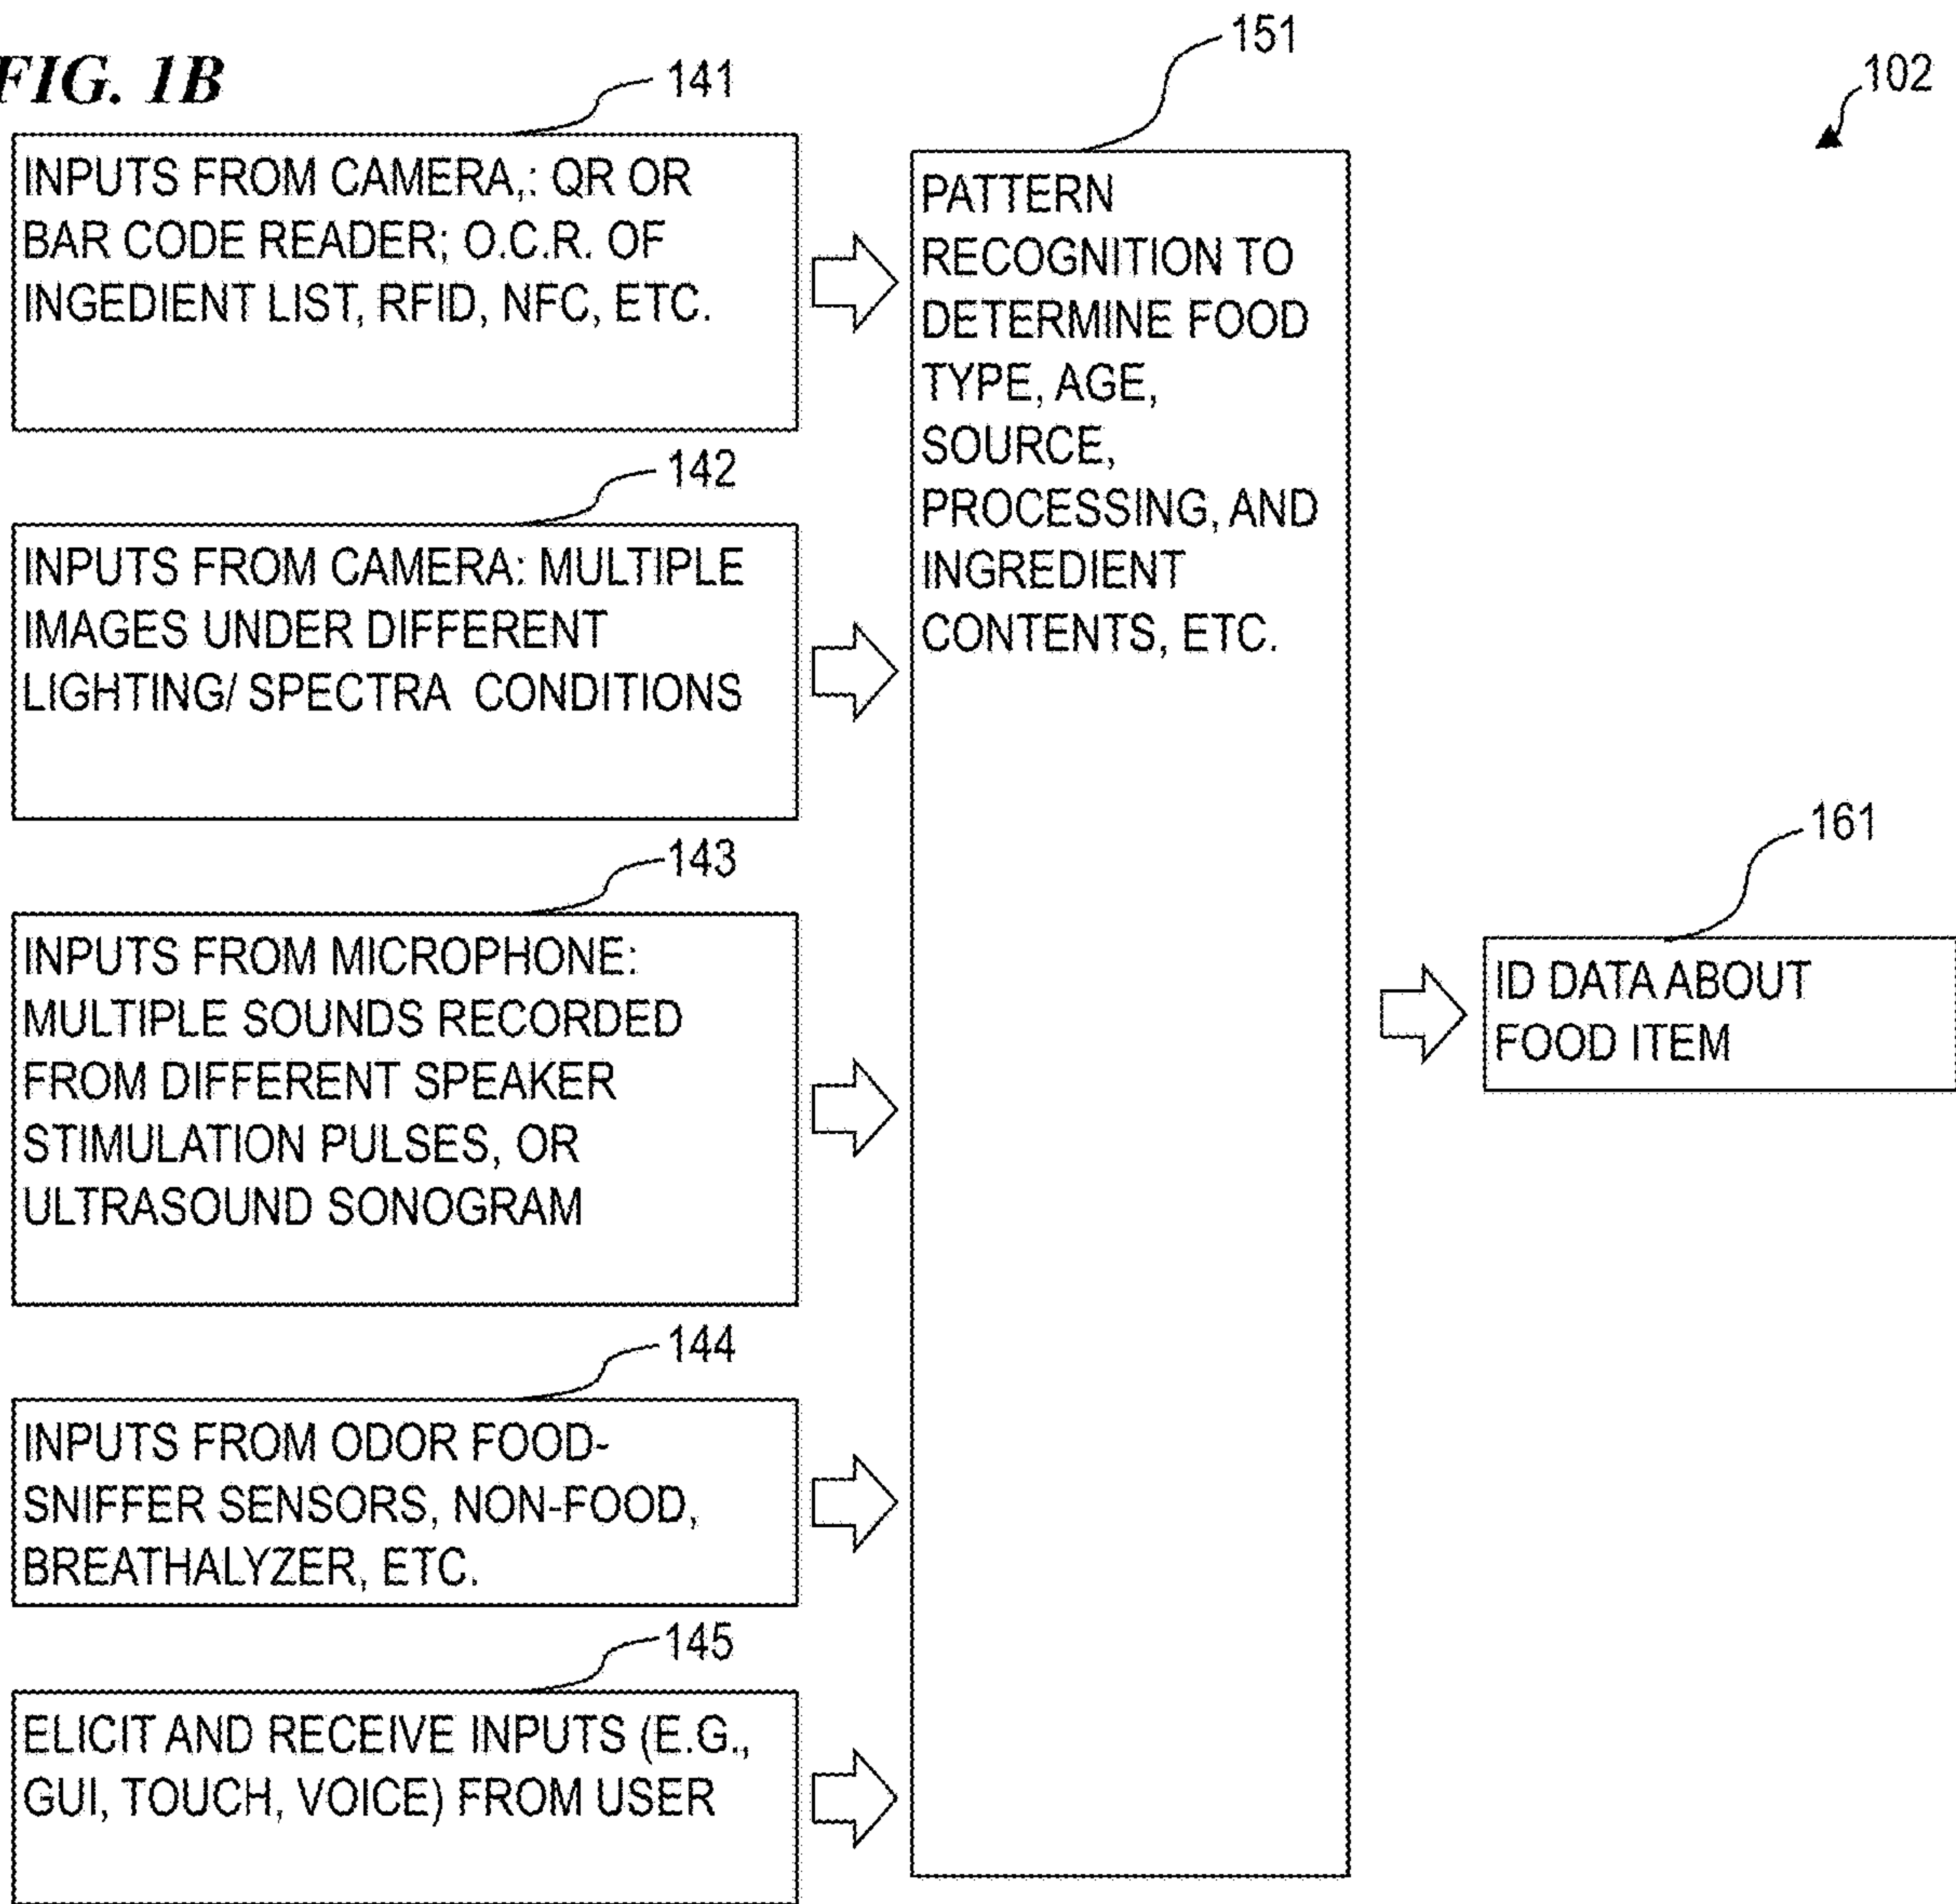 FIG. 1B
141
INPUTS FROM CAMERA,: QR OR
BAR CODE READER; O.C.R. OF
INGEDIENT LIST, RFID, NFC, ETC.
142
INPUTS FROM CAMERA: MULTIPLE
IMAGES UNDER DIFFERENT
LIGHTING/ SPECTRA CONDITIONS
143
INPUTS FROM MICROPHONE:
MULTIPLE SOUNDS RECORDED
FROM DIFFERENT SPEAKER
STIMULATION PULSES, OR
ULTRASOUND SONOGRAM
144
INPUTS FROM ODOR FOOD-
SNIFFER SENSORS, NON-FOOD,
BREATHALYZER, ETC.
145
ELICIT AND RECEIVE INPUTS (E.G.,
GUI, TOUCH, VOICE) FROM USER
151
PATTERN
RECOGNITION TO
DETERMINE FOOD
TYPE, AGE,
SOURCE,
PROCESSING, AND
INGREDIENT
CONTENTS, ETC.
102
161
ID DATA ABOUT
FOOD ITEM